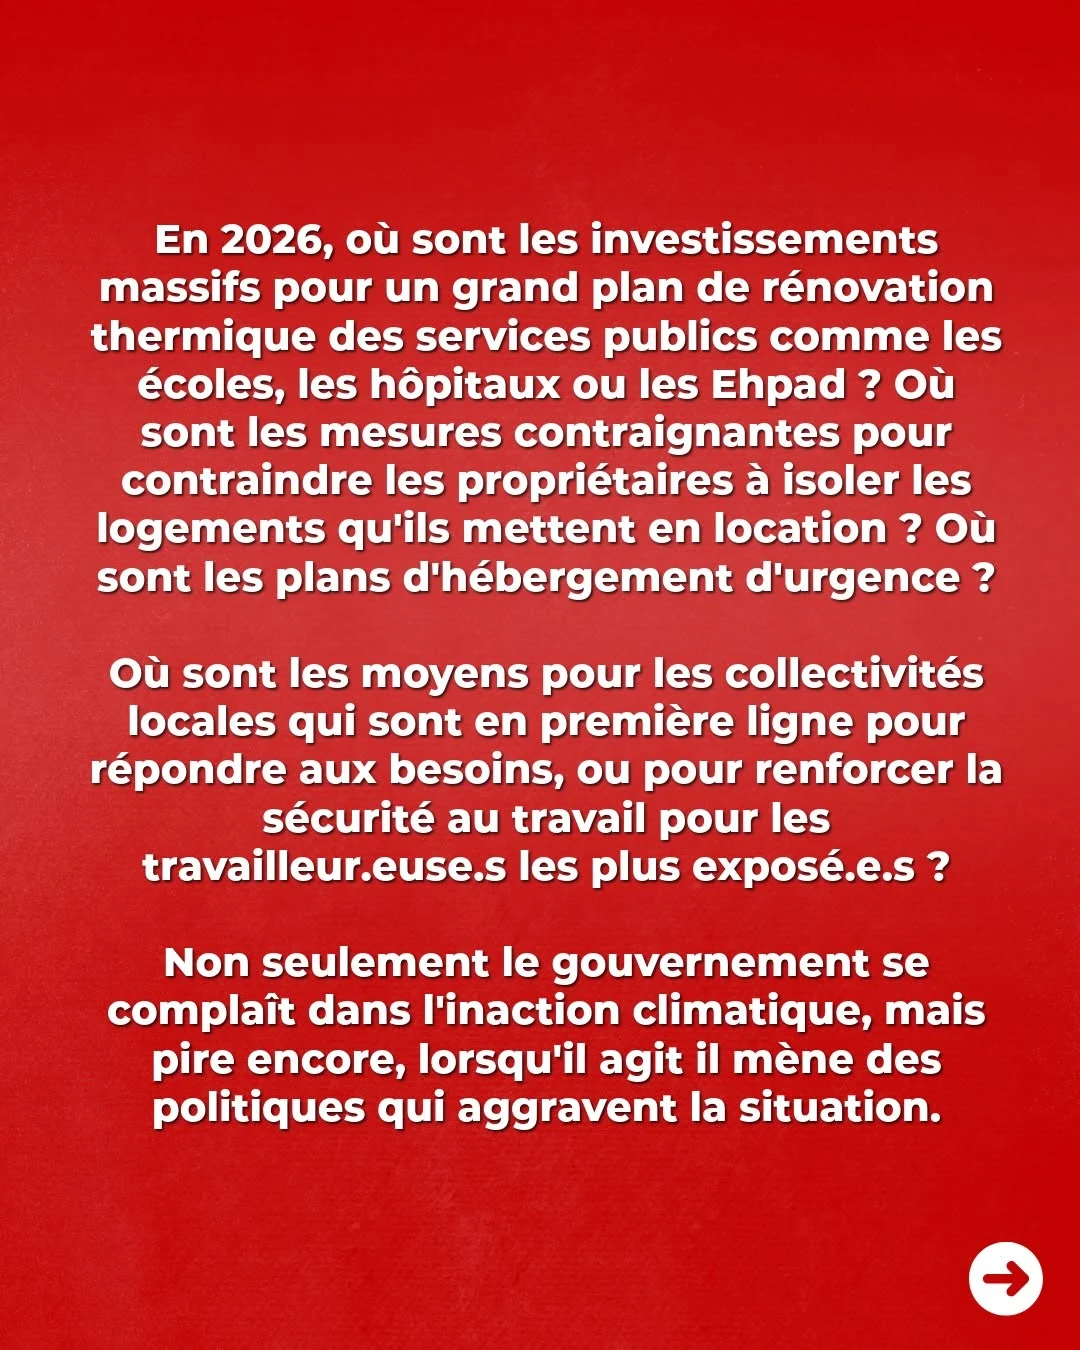 En 2026, où sont les investissements
massifs pour un grand plan de rénovation
thermique des services publics comme les
écoles, les hôpitaux ou les Ehpad ? Où
sont les mesures contraignantes pour
contraindre les propriétaires à isoler les
logements qu'ils mettent en location ? Où
sont les plans d'hébergement d'urgence ?
Où sont les moyens pour les collectivités
locales qui sont en première ligne pour
répondre aux besoins, ou pour renforcer la
sécurité au travail pour les
travailleur.euse.s les plus exposé.e.s ?
Non seulement le gouvernement se
complaît dans l'inaction climatique, mais
pire encore, lorsqu'il agit il mène des
politiques qui aggravent la situation.